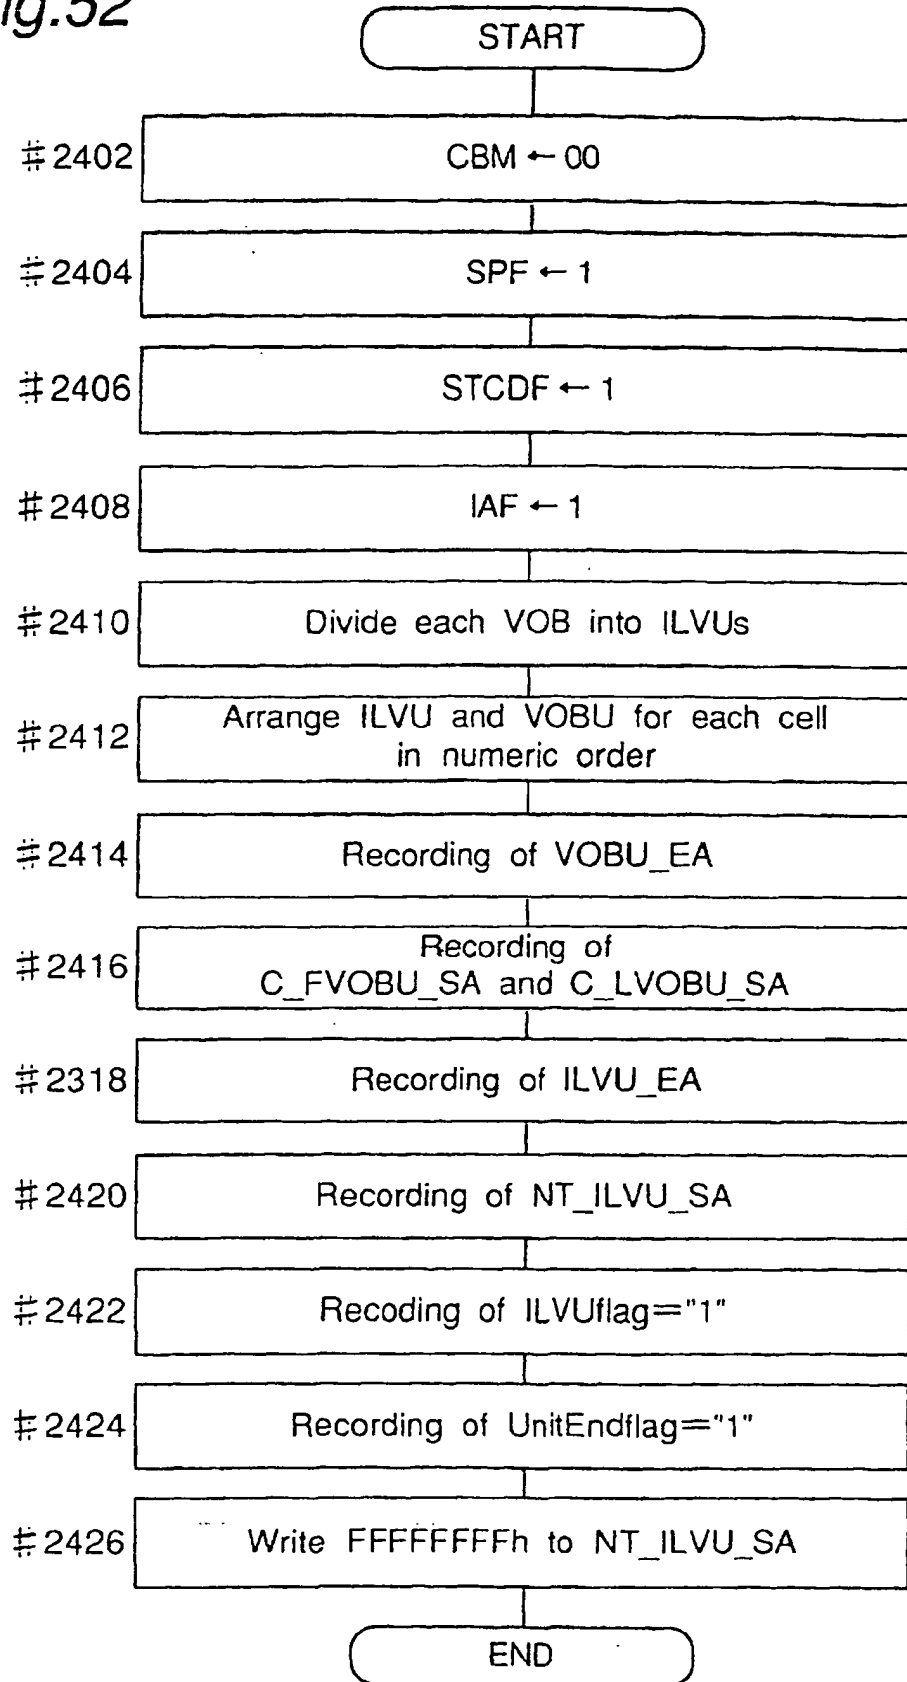 ig.52
START
#2402 CBM ← 00
#2404 SPF ← 1
#2406 STCDF ← 1
#2408 IAF ← 1
#2410 Divide each VOB into ILVUs
#2412 Arrange ILVU and VOBU for each cell
in numeric order
#2414 Recording of VOBU_EA
#2416 Recording of
C_FVOBU_SA and C_LVOBU_SA
#2318 Recording of ILVU_EA
#2420 Recording of NT_ILVU_SA
#2422 Recoding of ILVUflag="1"
#2424 Recording of UnitEndflag="1"
#2426 Write FFFFFFFFh to NT_ILVU_SA
END